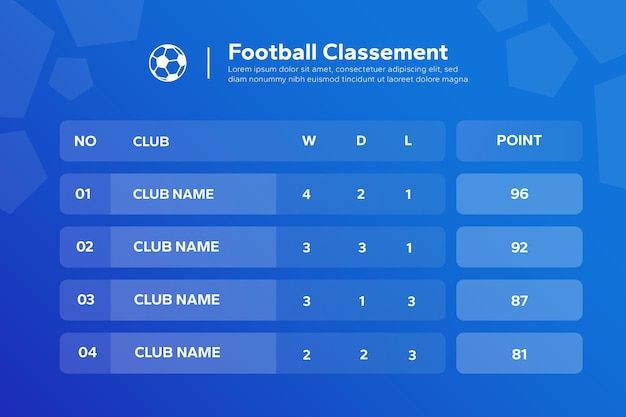 Football Classement
Lorem ipsum dolor sit amet, consectetuer adipiscing elit, sed
diam nonummy nibh euismod tincidunt ut laoreet dolore magna
NO CLUB W D L POINT
01 CLUB NAME 4 2 1 96
02 CLUB NAME 3 3 1 92
03 CLUB NAME 3 1 3 87
04 CLUB NAME 2 2 3 81